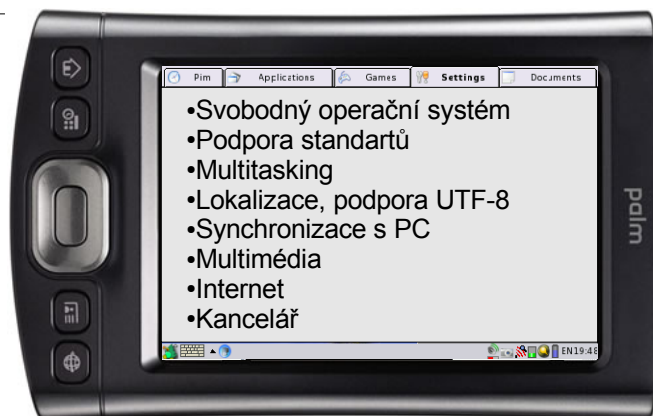 Pim Applications Games Settings Documents
•Svobodný operační systém
•Podpora standartů
•Multitasking
•Lokalizace, podpora UTF-8
•Synchronizace s PC
•Multimédia
•Internet
•Kancelář
EN19:48
palm